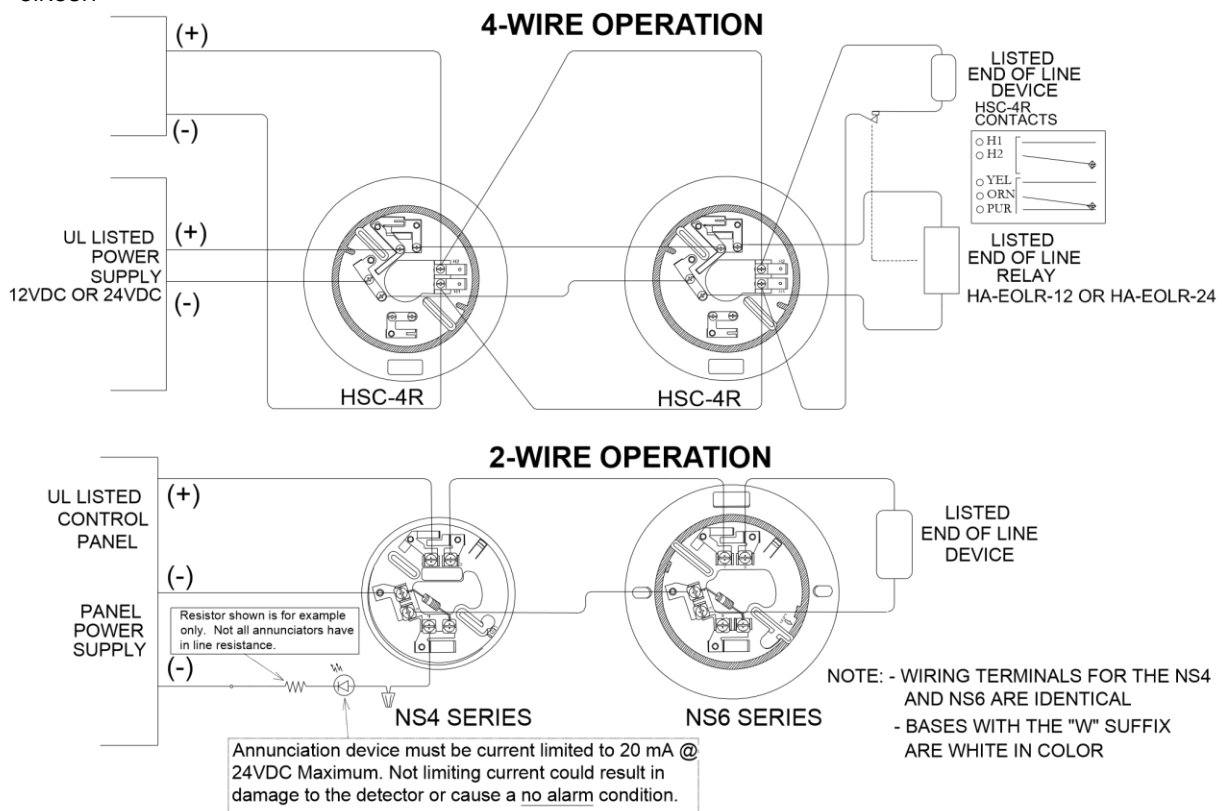 4-WIRE OPERATION
(+)
(-)
UL LISTED
POWER
SUPPLY
12VDC OR 24VDC
(+)
(-)
HSC-4R
HSC-4R
H2
H1
H2
H1
LISTED
END OF LINE
DEVICE
HSC-4R
CONTACTS
H1
H2
YEL
ORN
PUR
LISTED
END OF LINE
RELAY
HA-EOLR-12 OR HA-EOLR-24
2-WIRE OPERATION
UL LISTED
CONTROL
PANEL
(+)
(-)
PANEL
POWER
SUPPLY
(-)
Resistor shown is for example
only. Not all annunciators have
in line resistance.
NS4 SERIES
NS6 SERIES
LISTED
END OF LINE
DEVICE
Annunciation device must be current limited to 20 mA @
24VDC Maximum. Not limiting current could result in
damage to the detector or cause a no alarm condition.
NOTE: - WIRING TERMINALS FOR THE NS4
AND NS6 ARE IDENTICAL
- BASES WITH THE "W" SUFFIX
ARE WHITE IN COLOR